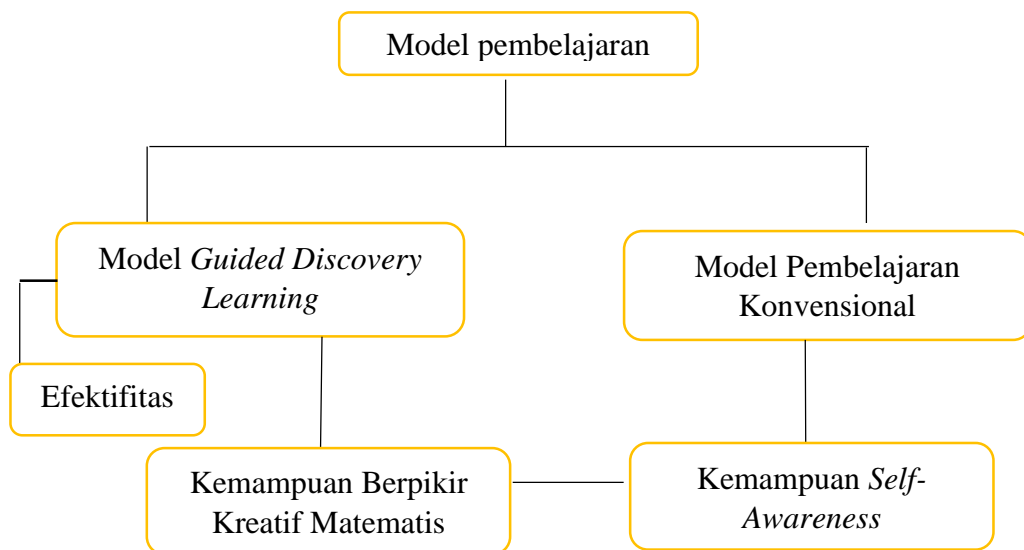 Model pembelajaran
Model Guided Discovery
Learning
Model Pembelajaran
Konvensional
Efektifitas
Kemampuan Berpikir
Kreatif Matematis
Kemampuan Self-
Awareness